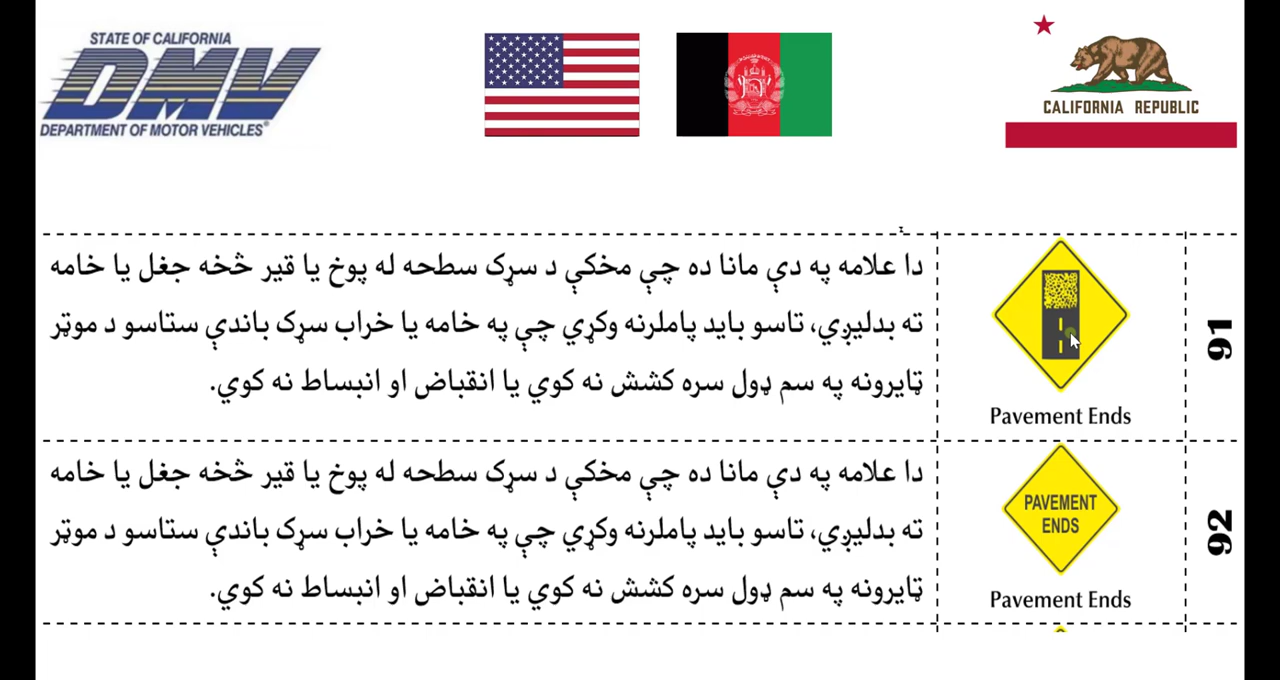 STATE OF CALIFORNIA
DMV
DEPARTMENT OF MOTOR VEHICLES®
CALIFORNIA REPUBLIC
91
Pavement Ends
دا علامه په دې مانا ده چې مخکې د سړک سطحه له پوخ یا قیر څخه جغل یا خامه
ته بدلیږي، تاسو باید پاملرنه وکړي چې په خامه یا خراب سړک باندې ستاسو د موټر
ټایرونه په سم ډول سره کشش نه کوي یا انقباض او انبساط نه کوي.
92
PAVEMENT
ENDS
Pavement Ends
دا علامه په دې مانا ده چې مخکې د سړک سطحه له پوخ یا قیر څخه جغل یا خامه
ته بدلیږي، تاسو باید پاملرنه وکړي چې په خامه یا خراب سړک باندې ستاسو د موټر
ټایرونه په سم ډول سره کشش نه کوي یا انقباض او انبساط نه کوي.